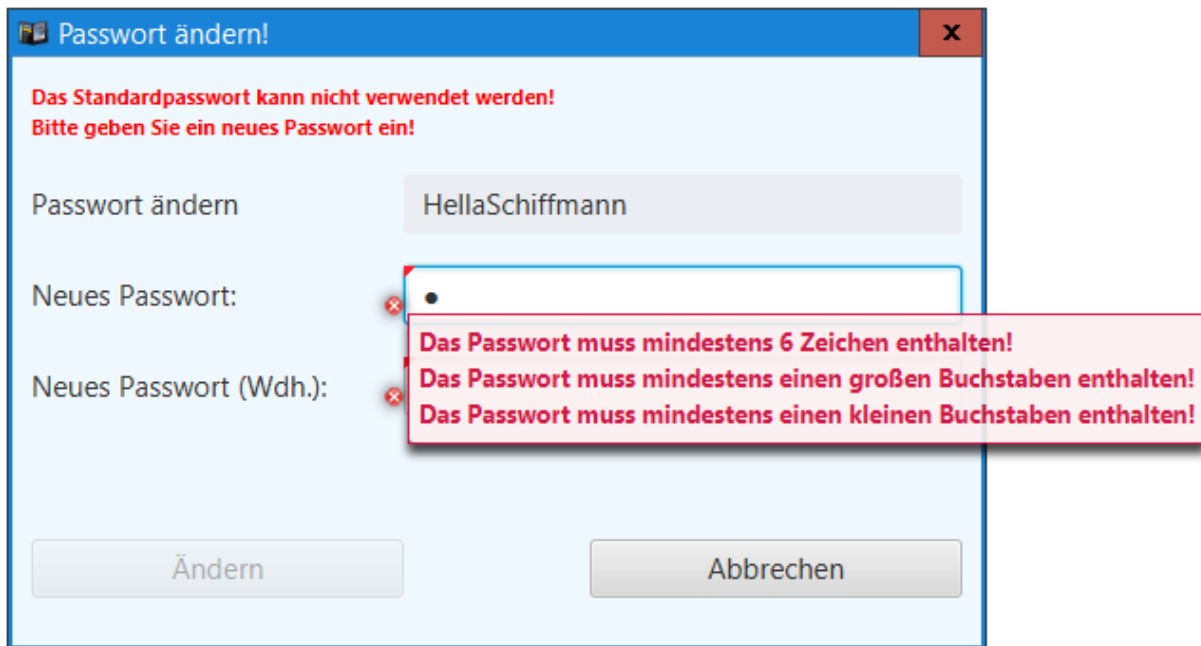 Passwort ändern!
x
Das Standardpasswort kann nicht verwendet werden!
Bitte geben Sie ein neues Passwort ein!
Passwort ändern
HellaSchiffmann
Neues Passwort:
●
Das Passwort muss mindestens 6 Zeichen enthalten!
Das Passwort muss mindestens einen großen Buchstaben enthalten!
Das Passwort muss mindestens einen kleinen Buchstaben enthalten!
Neues Passwort (Wdh.):
Ändern
Abbrechen